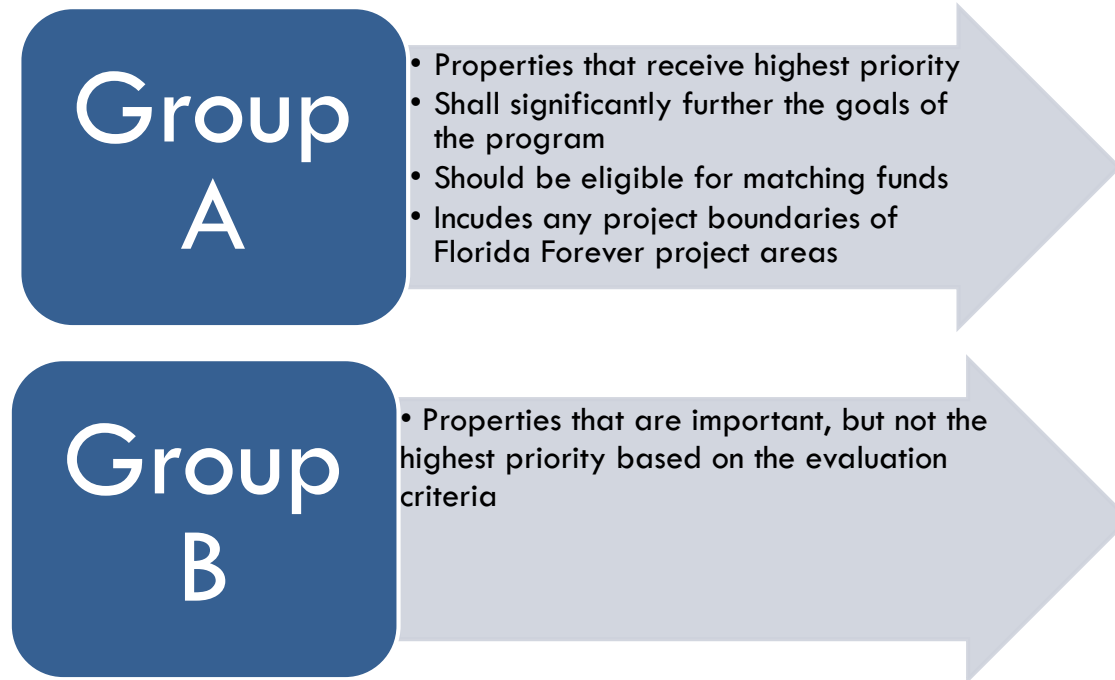 Group
A
• Properties that receive highest priority
• Shall significantly further the goals of
the program
• Should be eligible for matching funds
• Incudes any project boundaries of
Florida Forever project areas
Group
B
• Properties that are important, but not the
highest priority based on the evaluation
criteria